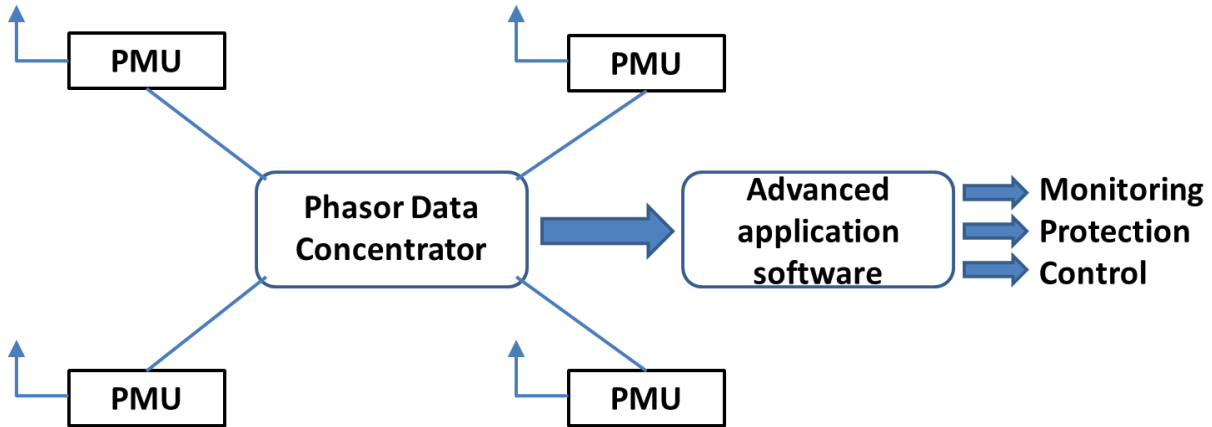 PMU
PMU
Phasor Data
Concentrator
Advanced
application
software
Monitoring
Protection
Control
PMU
PMU